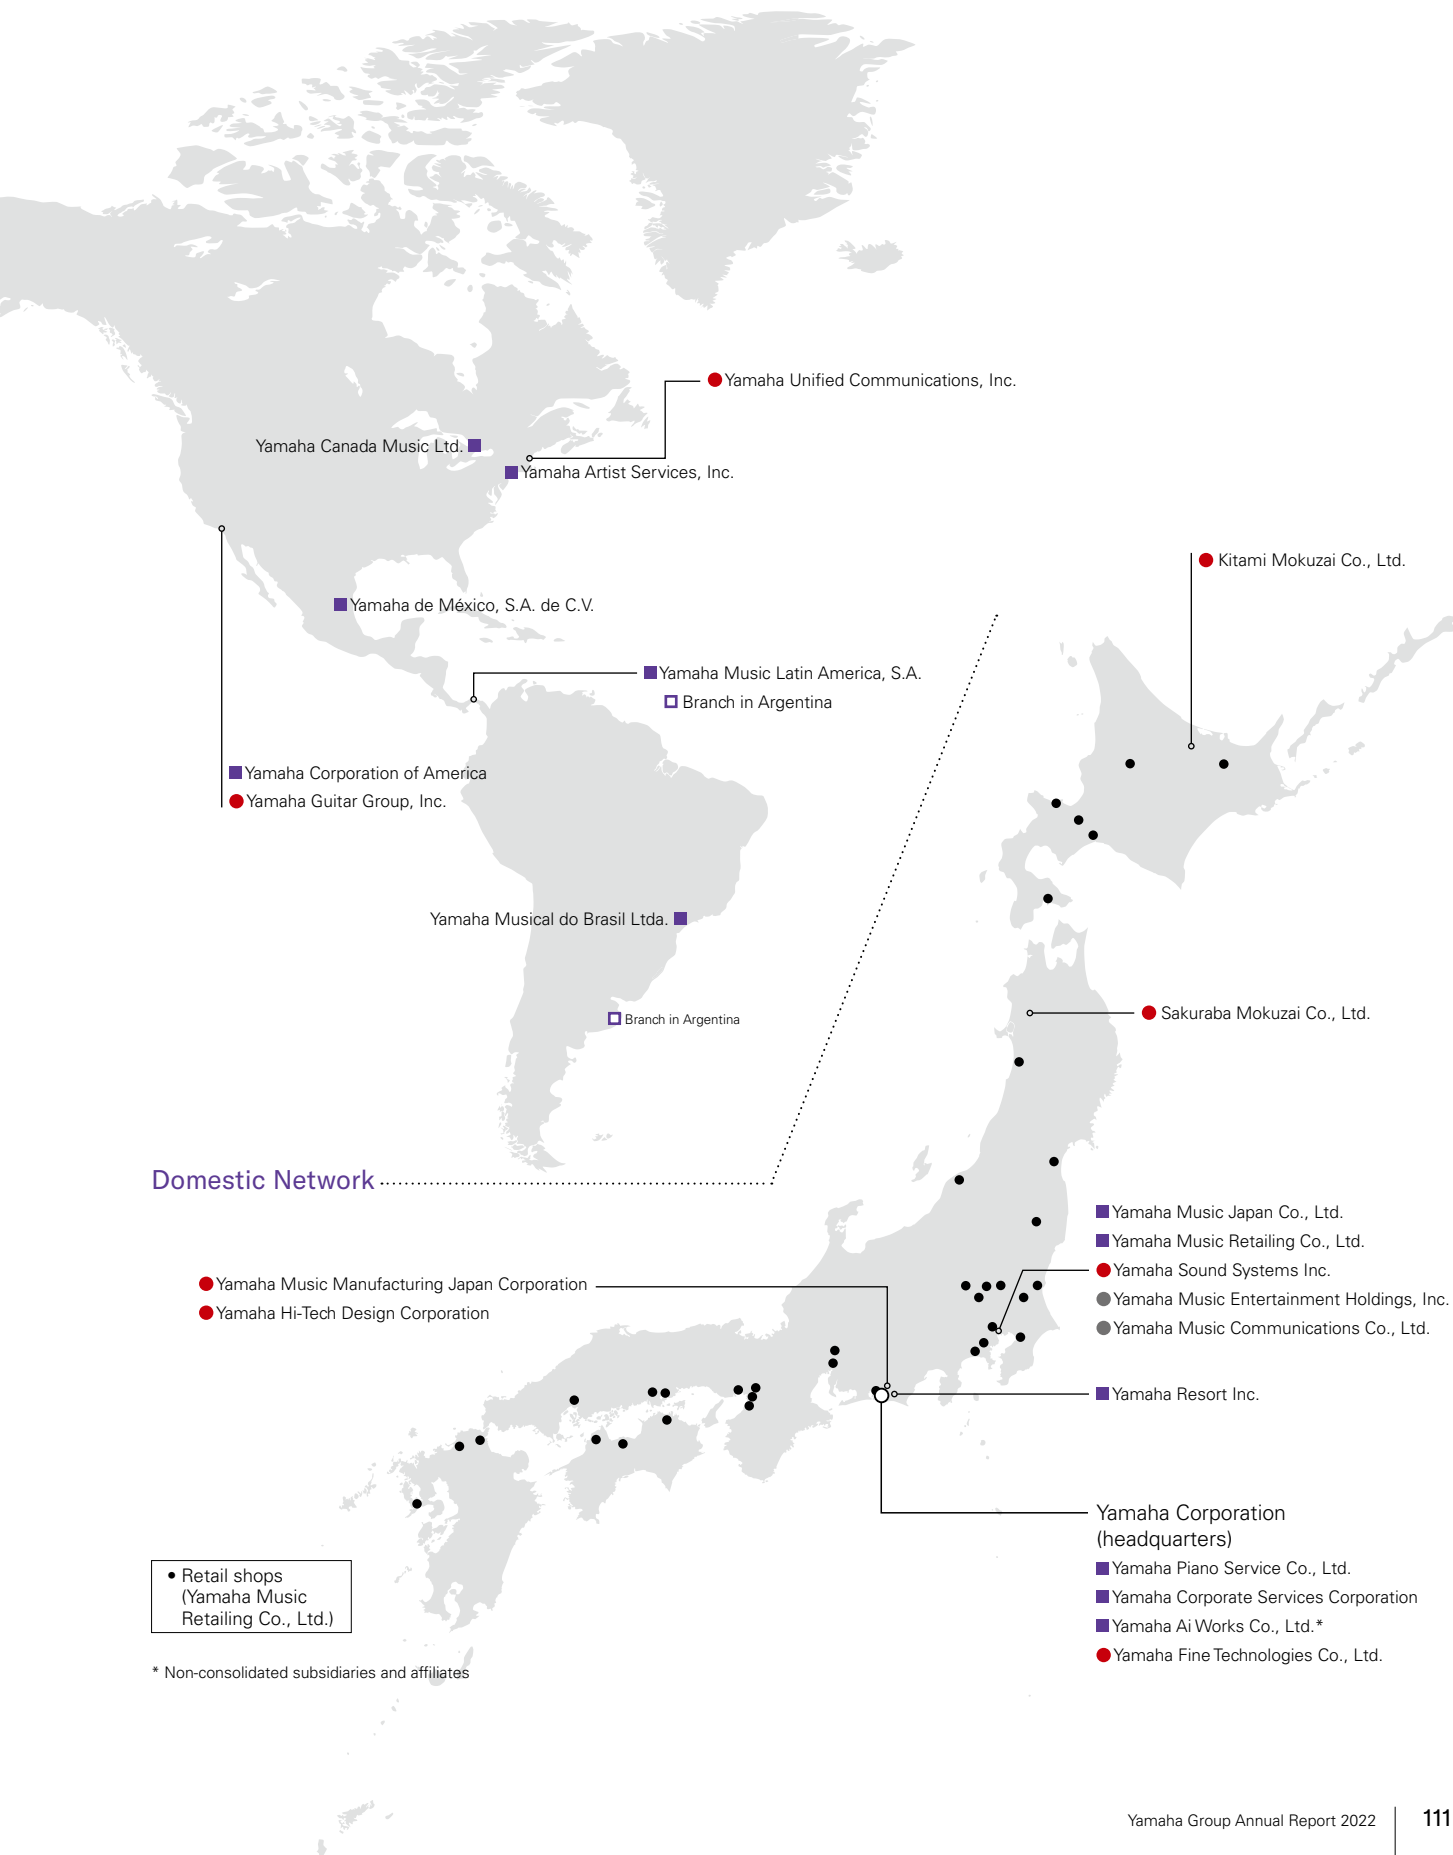 Yamaha Unified Communications, Inc.
Yamaha Canada Music Ltd.
Yamaha Artist Services, Inc.
Kitami Mokuzai Co., Ltd.
Yamaha de México, S.A. de C.V.
Yamaha Music Latin America, S.A.
Branch in Argentina
Yamaha Corporation of America
Yamaha Guitar Group, Inc.
Yamaha Musical do Brasil Ltda.
Branch in Argentina
Sakuraba Mokuzai Co., Ltd.
Domestic Network
Yamaha Music Japan Co., Ltd.
Yamaha Music Retailing Co., Ltd.
Yamaha Sound Systems Inc.
Yamaha Music Entertainment Holdings, Inc.
Yamaha Music Communications Co., Ltd.
Yamaha Music Manufacturing Japan Corporation
Yamaha Hi-Tech Design Corporation
Yamaha Resort Inc.
Yamaha Corporation
(headquarters)
Yamaha Piano Service Co., Ltd.
Yamaha Corporate Services Corporation
Yamaha Ai Works Co., Ltd.*
Yamaha Fine Technologies Co., Ltd.
• Retail shops
(Yamaha Music
Retailing Co., Ltd.)
* Non-consolidated subsidiaries and affiliates
Yamaha Group Annual Report 2022
111